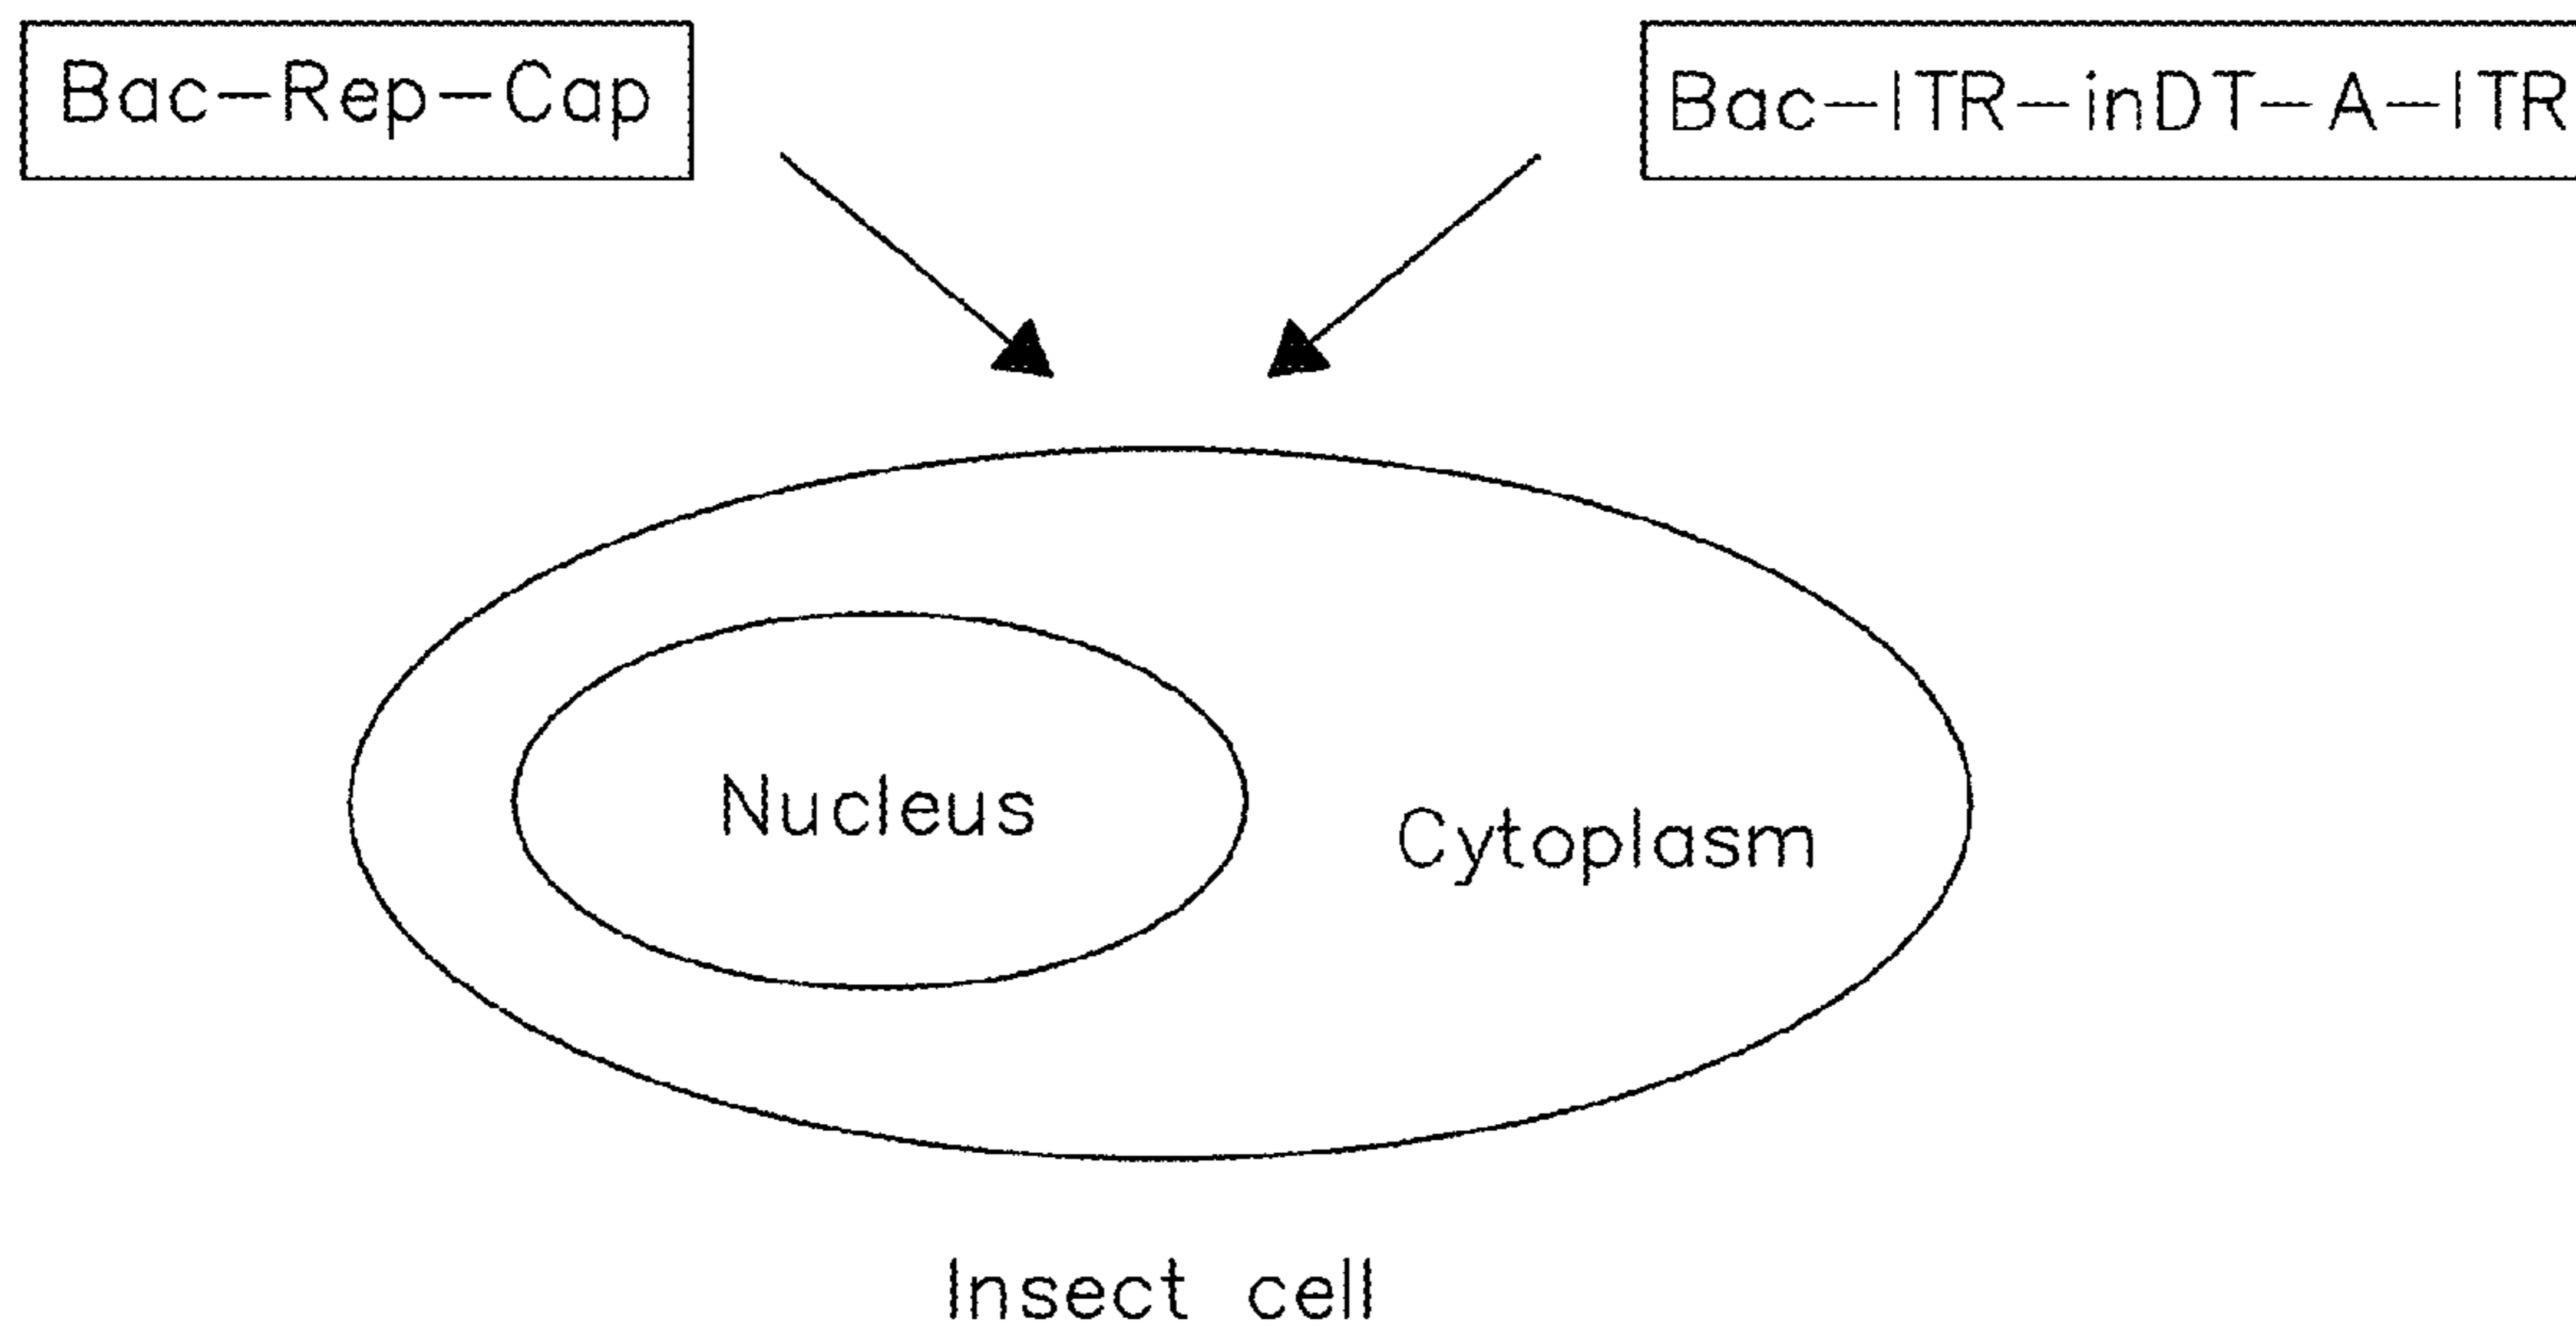 Bac-Rep-Cap
Bac-ITR-inDT-A-ITR
Nucleus
Cytoplasm
Insect cell